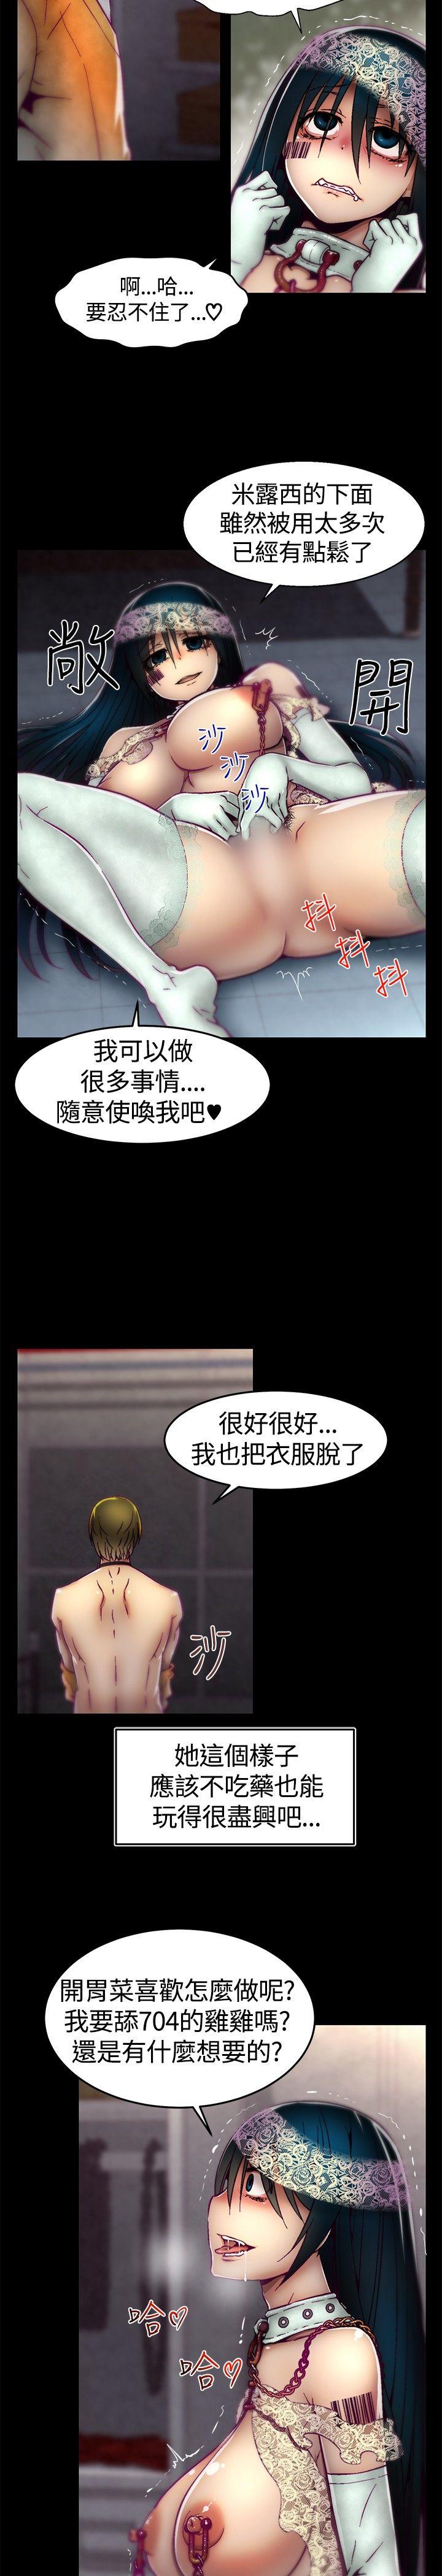 啊...哈...
要忍不住了...♡
米露西的下面
雖然被用太多次
已經有點鬆了
敞
開
沙
沙
沙
抖
抖
抖
我可以做
很多事情....
隨意使喚我吧♥
很好很好...
我也把衣服脫了
沙
她這個樣子
應該不吃藥也能
玩得很盡興吧...
開胃菜喜歡怎麼做呢?
我要舔704的雞雞嗎?
還是有什麼想要的?
哈♡
哈♡